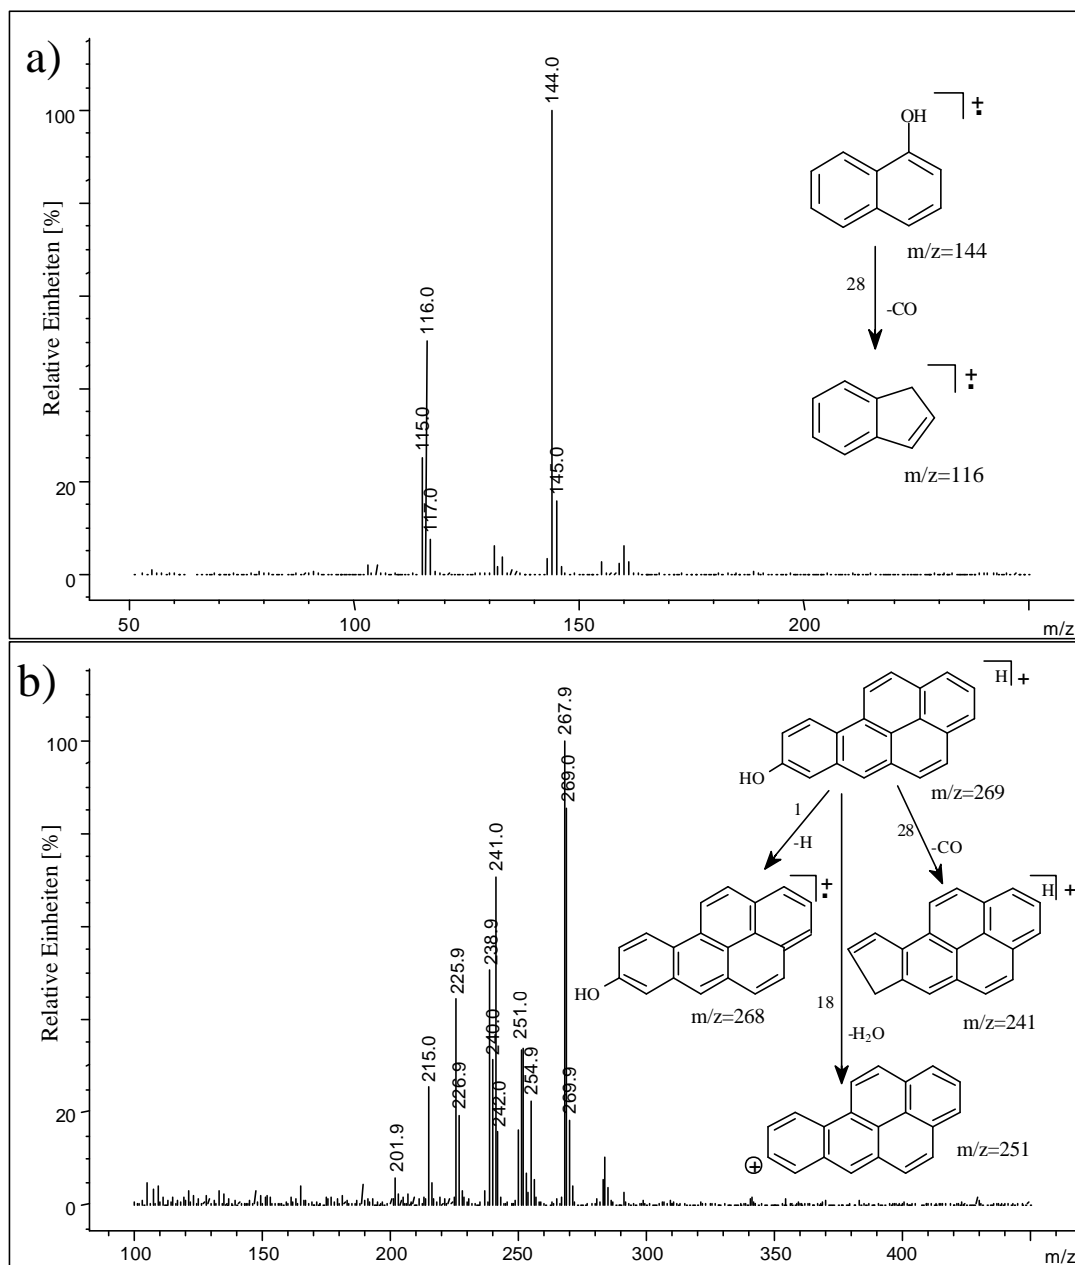 a)
Relative Einheiten [%]
100
20
0
144.0
116.0
115.0
117.0
145.0
OH
+
m/z=144
28
-CO
+
m/z=116
50
100
150
200
m/z
b)
Relative Einheiten [%]
100
20
0
267.9
269.0
241.0
238.9
225.9
240.0
251.0
215.0
226.9
242.0
254.9
269.9
201.9
H
+
HO
m/z=269
1
-H
28
-CO
+
H
+
HO
m/z=268
18
m/z=241
-H₂O
+
m/z=251
100
150
200
250
300
350
400
m/z